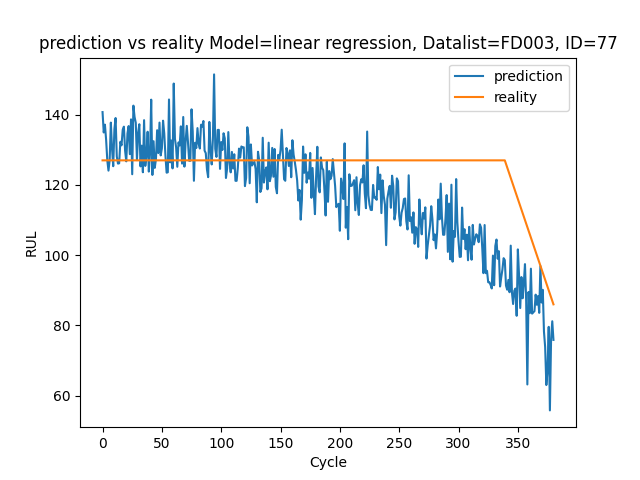 prediction vs reality Model=linear regression, Datalist=FD003, ID=77
prediction
reality
140
120
100
80
60
RUL
0 50 100 150 200 250 300 350
Cycle